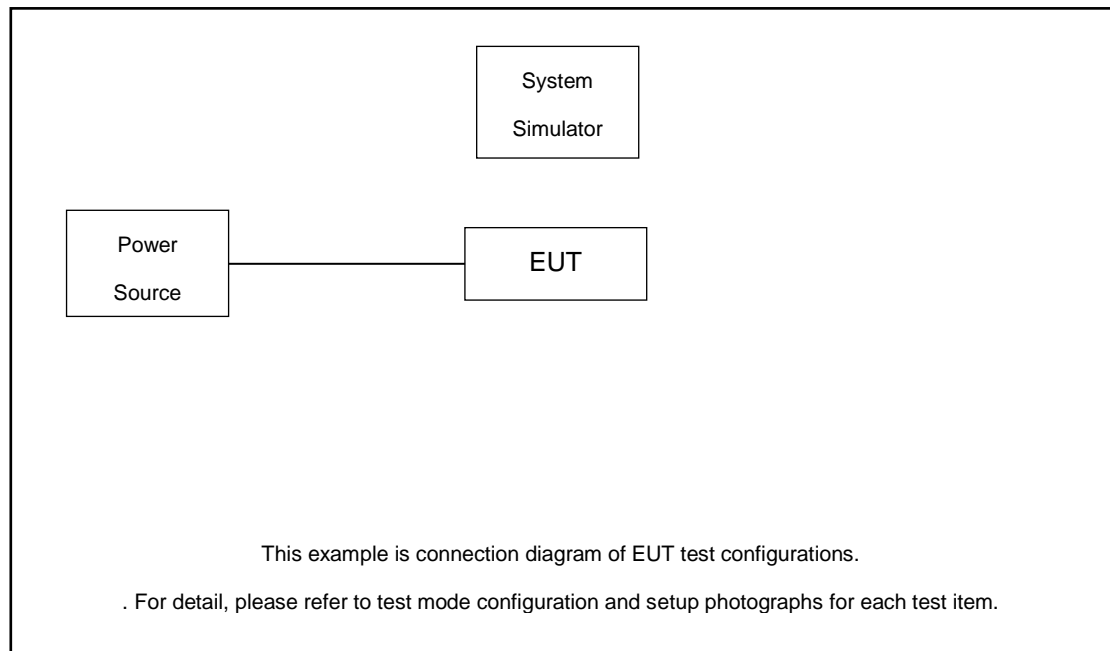 System
Simulator
Power
Source
EUT
This example is connection diagram of EUT test configurations.
. For detail, please refer to test mode configuration and setup photographs for each test item.